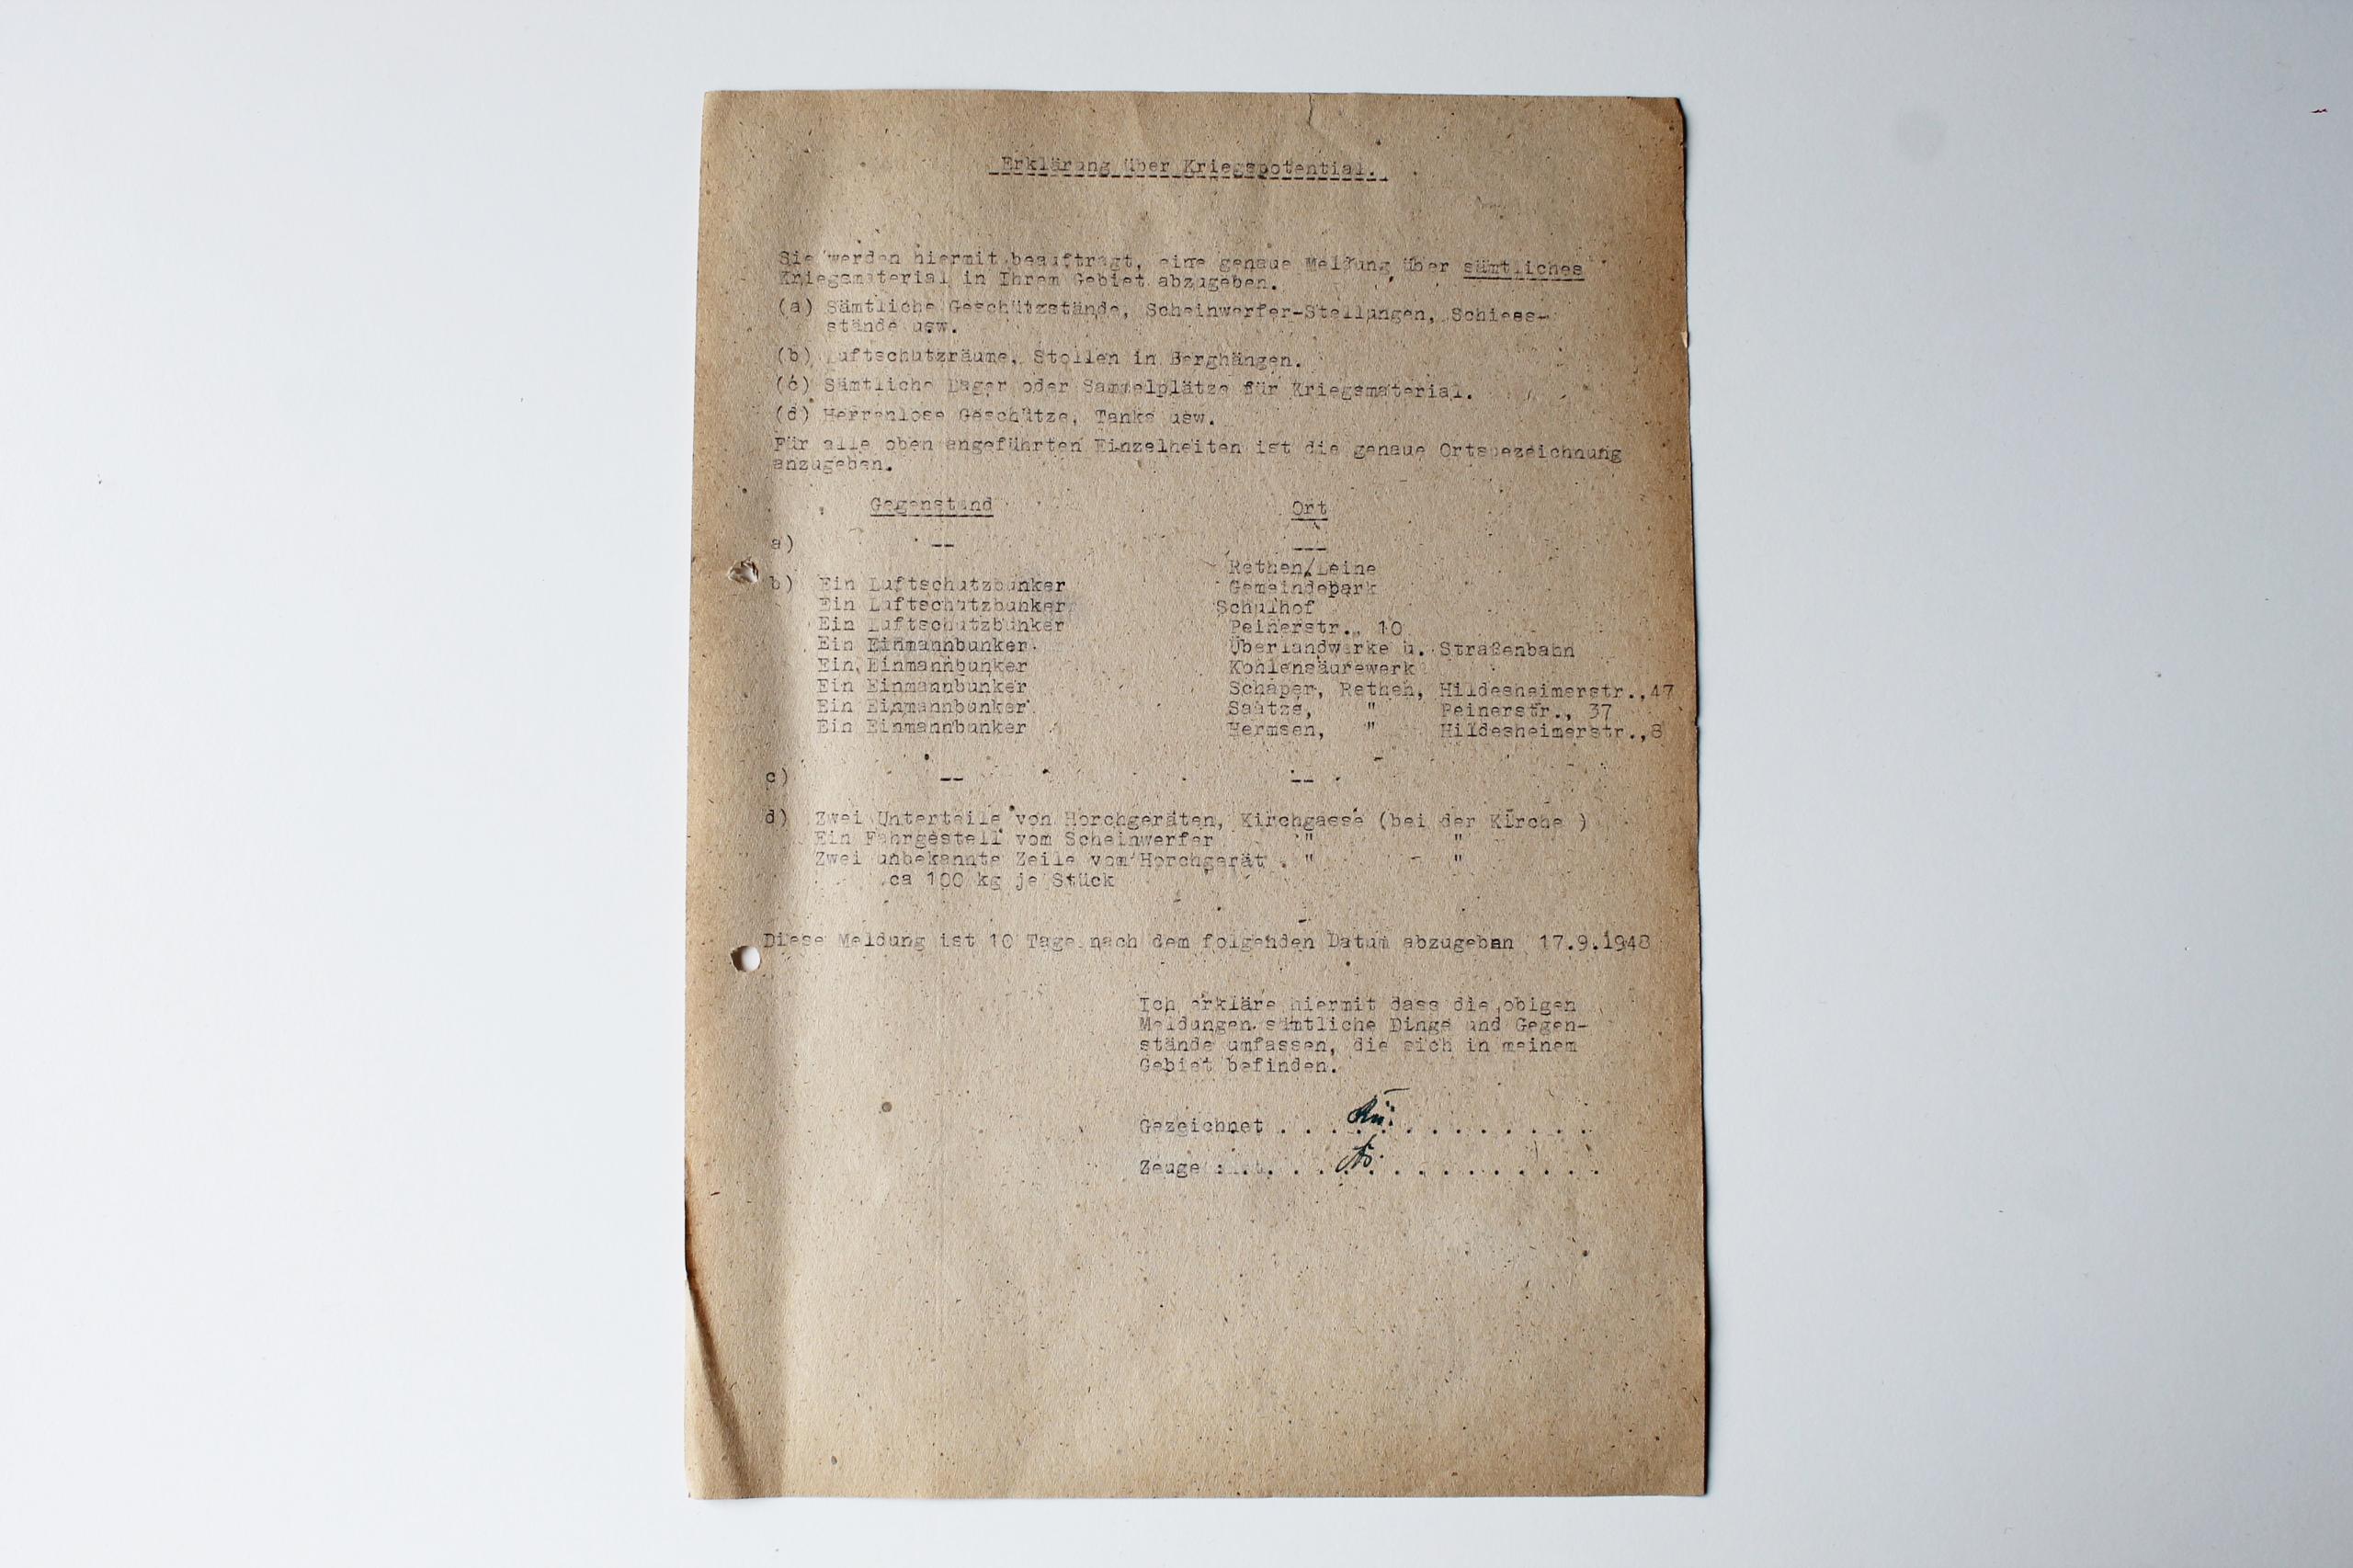 Erklärung über Kriegspotential.
Sie werden hiermit beauftragt, eine genaue Meldung über sämtliches
Kriegsmaterial in Ihrem Gebiet abzugeben.
(a) Sämtliche Geschützstände, Scheinwerfer-Stellungen, Schiess-
stände usw.
(b) Luftschutzräume, Stollen in Berghängen.
(c) Sämtliche Lager oder Sammelplätze für Kriegsmaterial.
(d) Herrenlose Geschütze, Tanks usw.
Für alle oben angeführten Einzelheiten ist die genaue Ortsbezeichnung
anzugeben.
Gegenstand Ort
a) -- ---
Rethen/Leine
b) Ein Luftschutzbunker Gemeindepark
Ein Luftschutzbunker Schulhof
Ein Luftschutzbunker Peinerstr., 10
Ein Einmannbunker Überlandwerke u. Straßenbahn
Ein Einmannbunker Kohlensäurewerk
Ein Einmannbunker Schaper, Rethen, Hildesheimerstr.,47
Ein Einmannbunker Saatze, " Peinerstr., 37
Ein Einmannbunker Hermsen, " Hildesheimerstr.,8
c) -- --
d) Zwei Unterteile von Horchgeräten, Kirchgasse (bei der Kirche )
Ein Fahrgestell vom Scheinwerfer " "
Zwei unbekannte Zeile vom Horchgerät " "
ca 100 kg je Stück
Diese Meldung ist 10 Tage nach dem folgenden Datum abzugeben 17.9.1948
Ich erkläre hiermit dass die obigen
Meldungen sämtliche Dinge und Gegen-
stände umfassen, die sich in meinem
Gebiet befinden.
Gezeichnet . . . . . . . . . . . . .
Zeuge : . . . . . . . . . . . . . . .